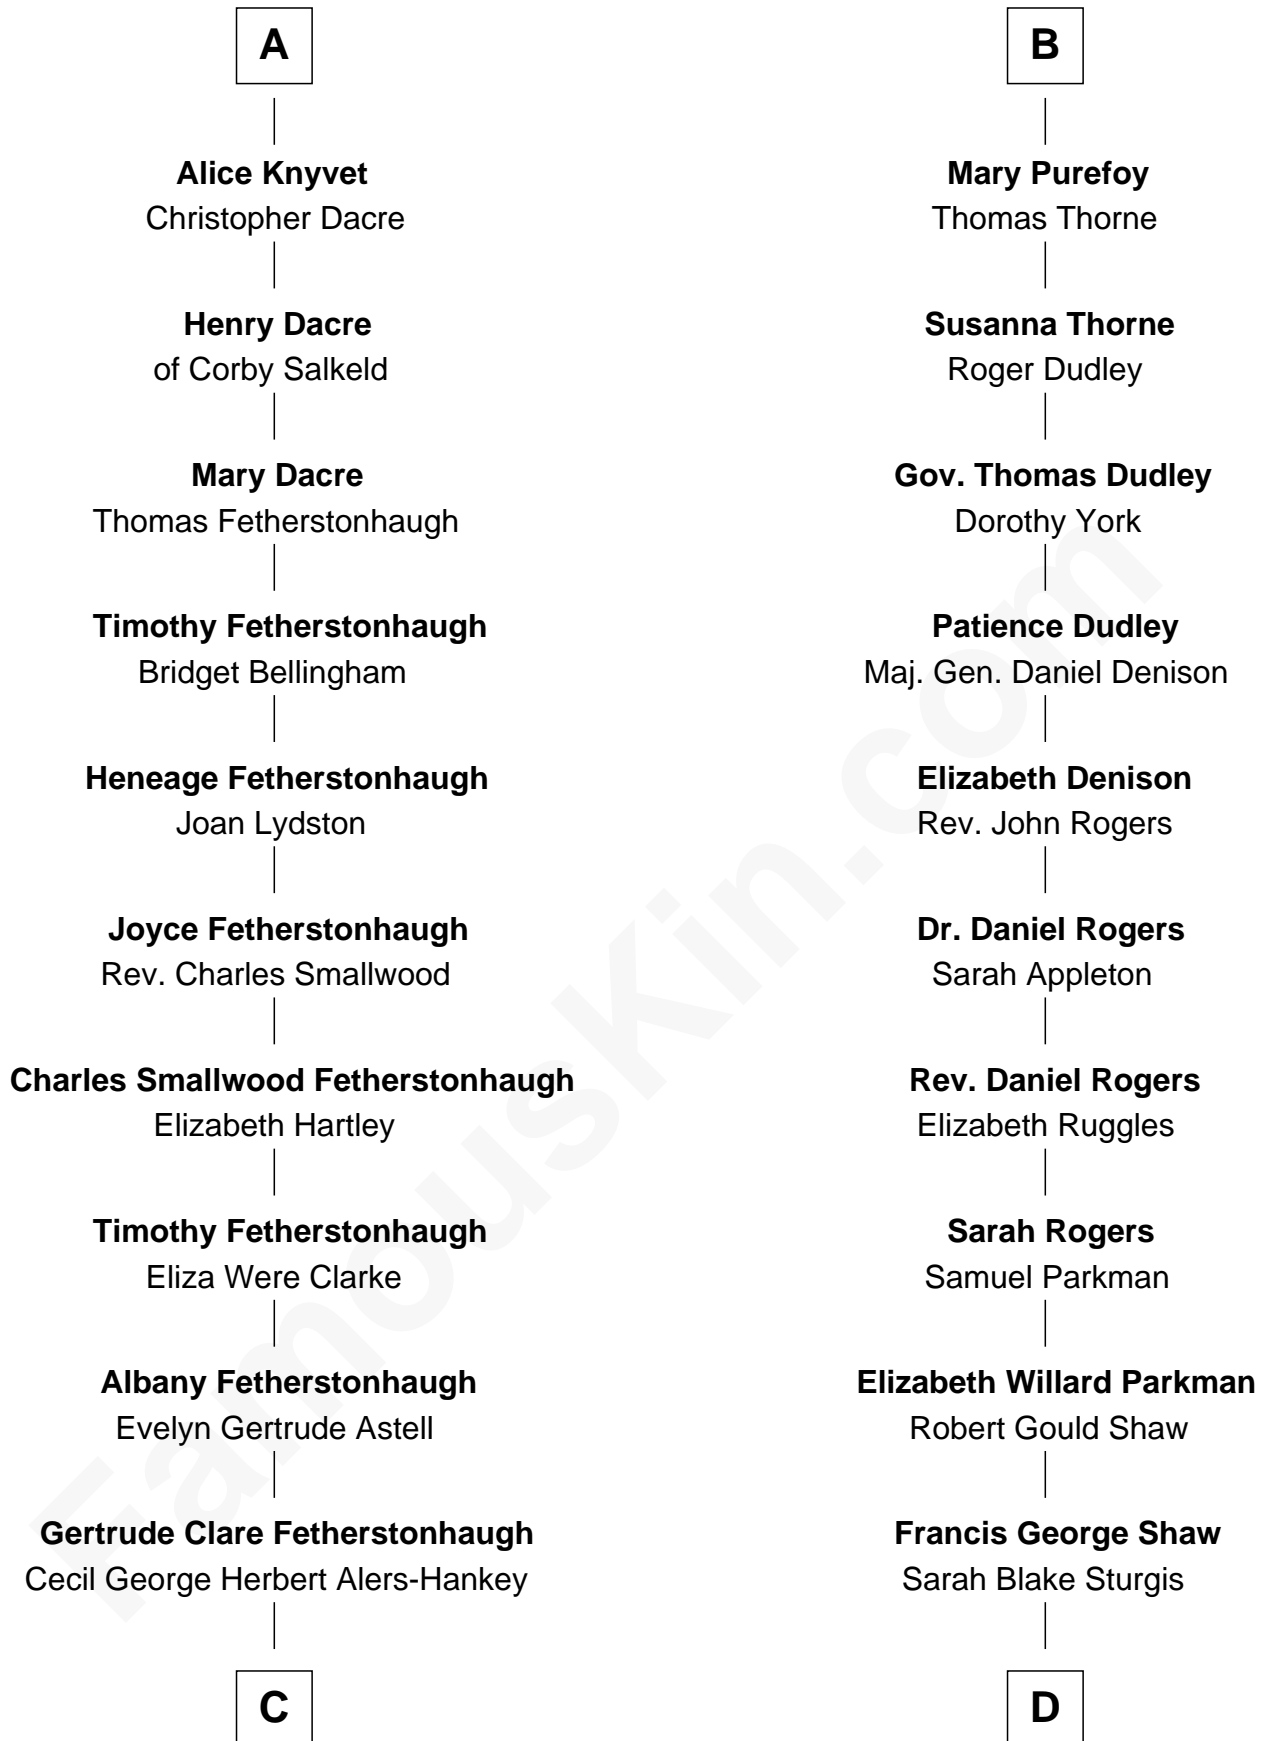 A
Alice Knyvet
Christopher Dacre
Henry Dacre
of Corby Salkeld
Mary Dacre
Thomas Fetherstonhaugh
Timothy Fetherstonhaugh
Bridget Bellingham
Heneage Fetherstonhaugh
Joan Lydston
Joyce Fetherstonhaugh
Rev. Charles Smallwood
Charles Smallwood Fetherstonhaugh
Elizabeth Hartley
Timothy Fetherstonhaugh
Eliza Were Clarke
Albany Fetherstonhaugh
Evelyn Gertrude Astell
Gertrude Clare Fetherstonhaugh
Cecil George Herbert Alers-Hankey
C
B
Mary Purefoy
Thomas Thorne
Susanna Thorne
Roger Dudley
Gov. Thomas Dudley
Dorothy York
Patience Dudley
Maj. Gen. Daniel Denison
Elizabeth Denison
Rev. John Rogers
Dr. Daniel Rogers
Sarah Appleton
Rev. Daniel Rogers
Elizabeth Ruggles
Sarah Rogers
Samuel Parkman
Elizabeth Willard Parkman
Robert Gould Shaw
Francis George Shaw
Sarah Blake Sturgis
D
FamousKin.com